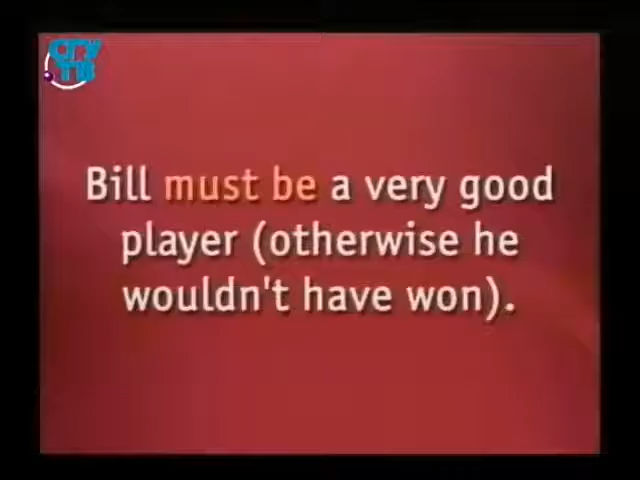 Bill must be a very good
player (otherwise he
wouldn't have won).